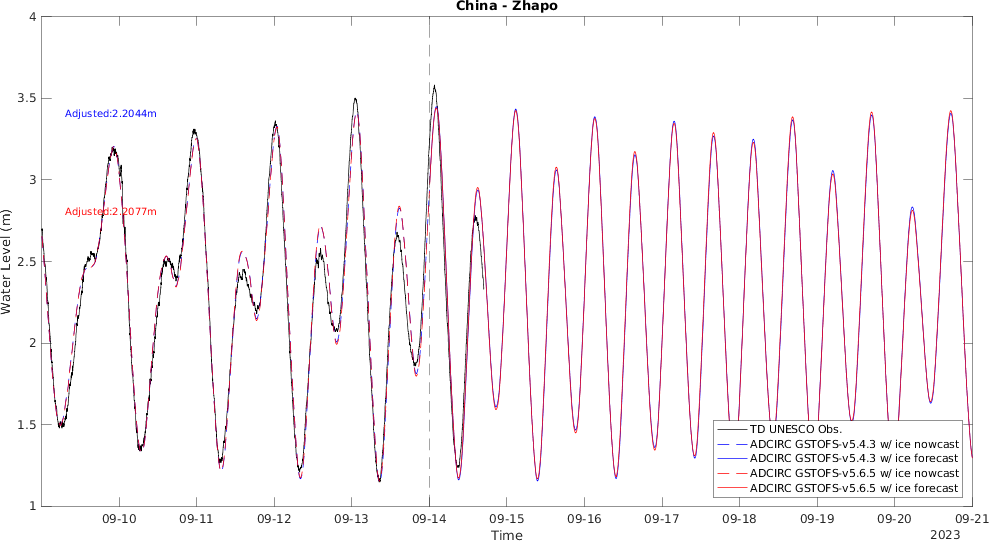 China - Zhapo
4
3.5
3
2.5
2
1.5
1
Water Level (m)
Adjusted:2.2044m
Adjusted:2.2077m
TD UNESCO Obs.
ADCIRC GSTOFS-v5.4.3 w/ ice nowcast
ADCIRC GSTOFS-v5.4.3 w/ ice forecast
ADCIRC GSTOFS-v5.6.5 w/ ice nowcast
ADCIRC GSTOFS-v5.6.5 w/ ice forecast
09-10 09-11 09-12 09-13 09-14 09-15 09-16 09-17 09-18 09-19 09-20 09-21
Time
2023